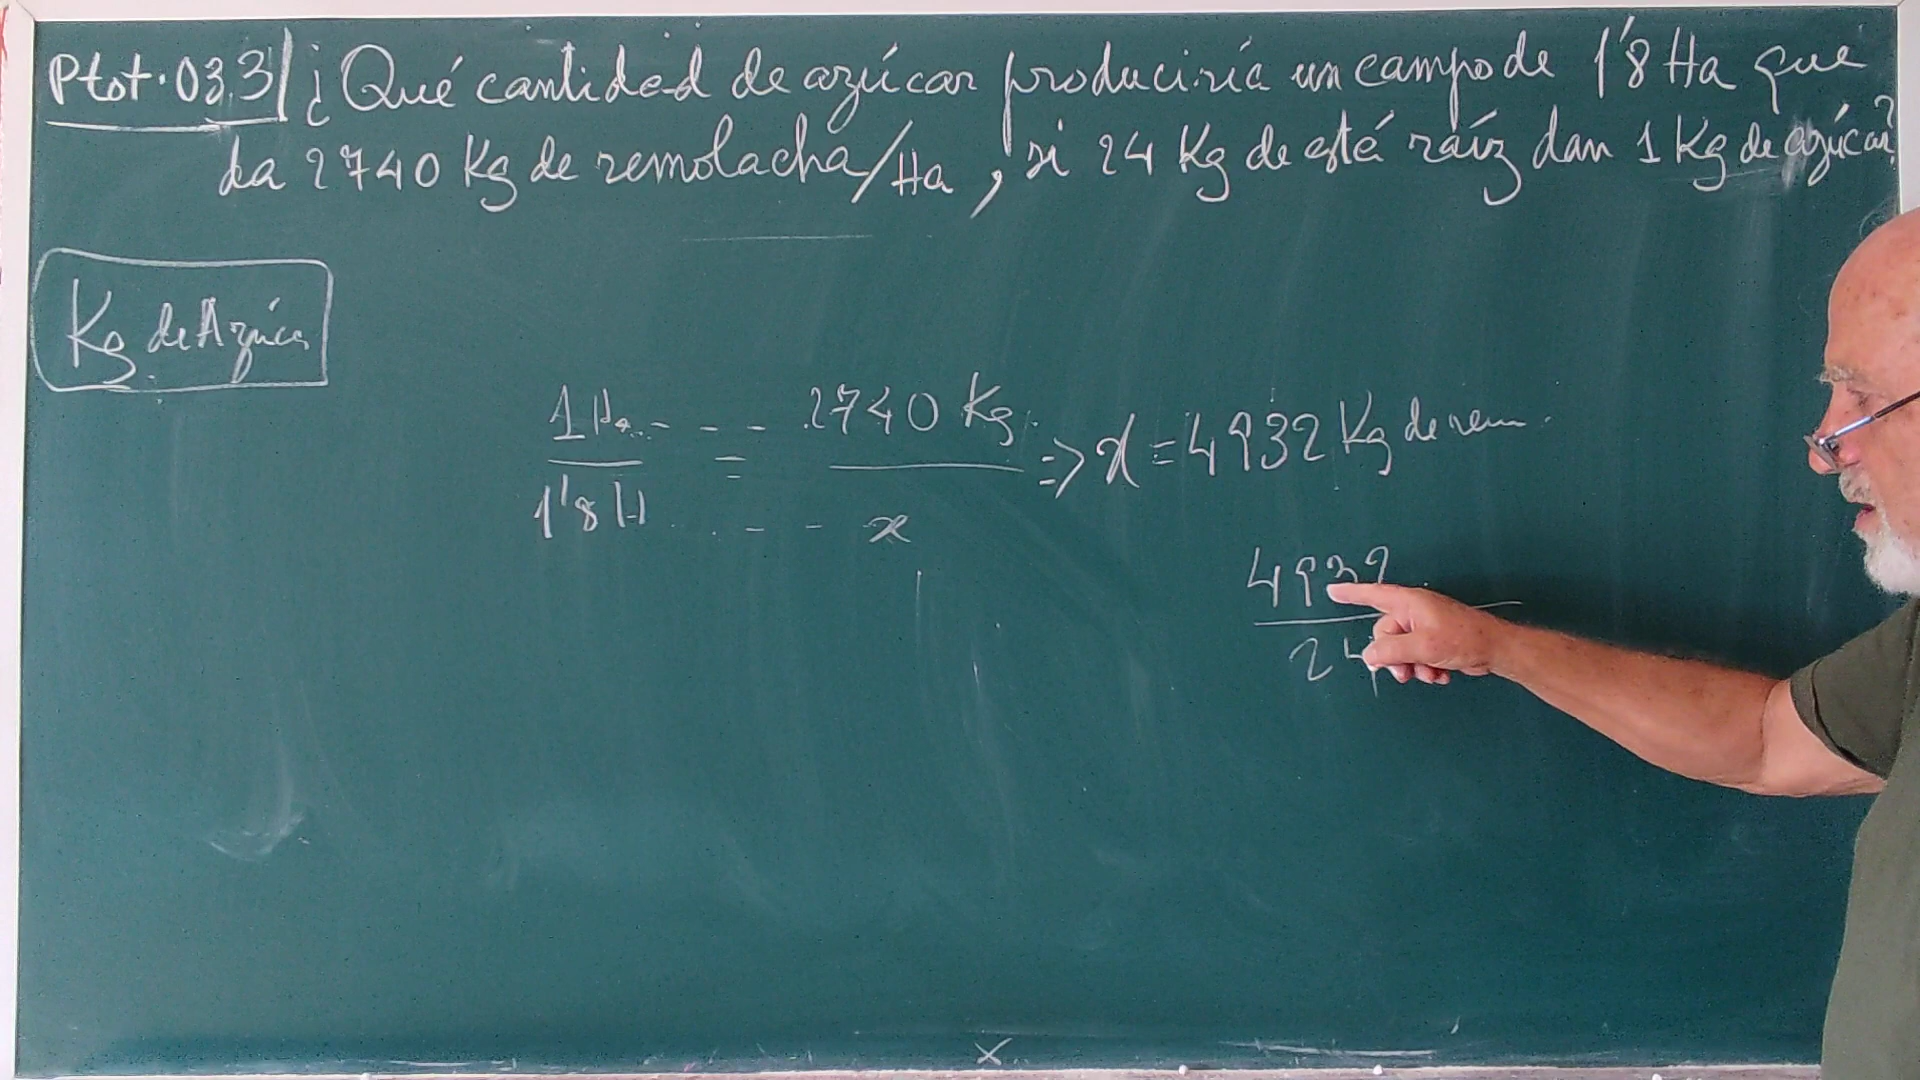 Ptot.03.3 ¿Qué cantidad de azúcar produciría un campo de 1'8 Ha que
da 2740 Kg de remolacha/Ha, si 24 Kg de esté raíz dan 1 Kg de azúcar?
Kg de Azúcar
1 Ha - - - 2740 Kg
= => x = 4932 Kg de rem.
1'8 H - - - x
4932
24
x